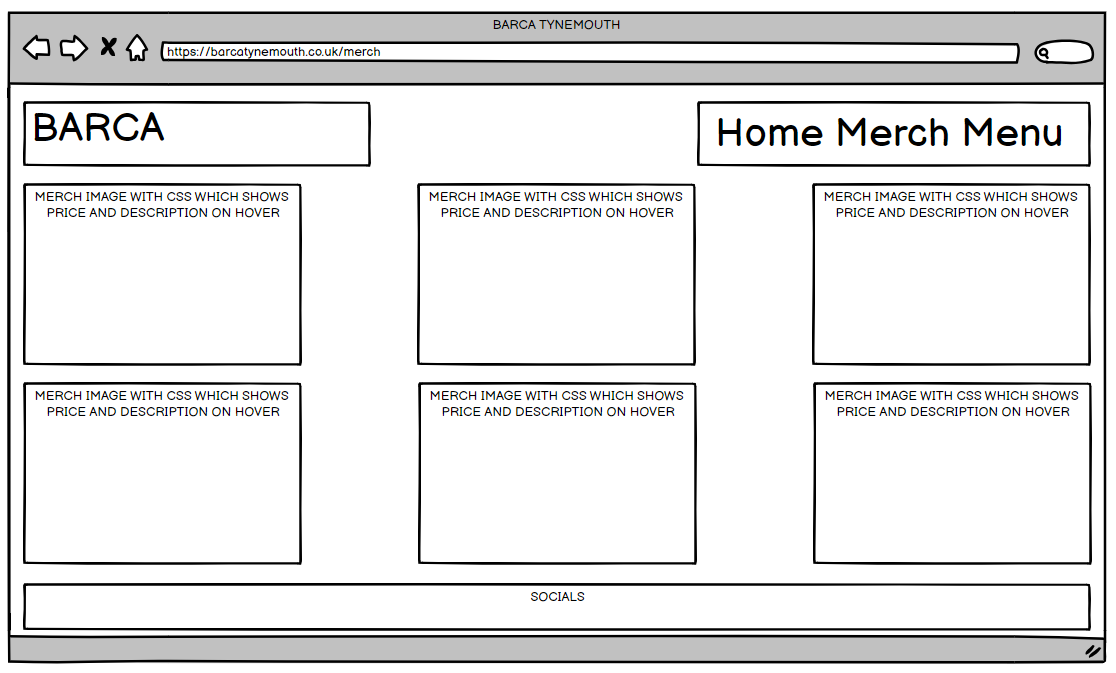 BARCA TYNEMOUTH
https://barcatynemouth.co.uk/merch
BARCA
Home Merch Menu
MERCH IMAGE WITH CSS WHICH SHOWS
PRICE AND DESCRIPTION ON HOVER
MERCH IMAGE WITH CSS WHICH SHOWS
PRICE AND DESCRIPTION ON HOVER
MERCH IMAGE WITH CSS WHICH SHOWS
PRICE AND DESCRIPTION ON HOVER
MERCH IMAGE WITH CSS WHICH SHOWS
PRICE AND DESCRIPTION ON HOVER
MERCH IMAGE WITH CSS WHICH SHOWS
PRICE AND DESCRIPTION ON HOVER
MERCH IMAGE WITH CSS WHICH SHOWS
PRICE AND DESCRIPTION ON HOVER
SOCIALS